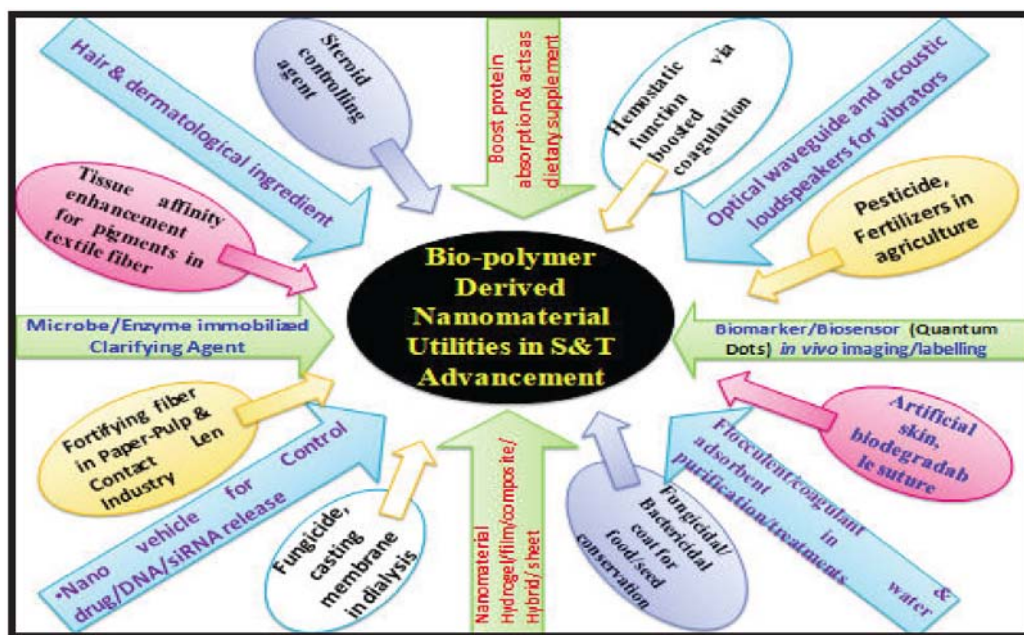 Hair & dermatological ingredient
Steroid
controlling
agent
Boost protein
absorption & actsas
dietary supplement
Hemostatic via
function
boosted
coagulation
Optical waveguide and acoustic
loudspeakers for vibrators
Tissue affinity
enhancement
for pigments in
textile fiber
Pesticide,
Fertilizers in
agriculture
Bio-polymer
Derived
Namomaterial
Utilities in S&T
Advancement
Microbe/Enzyme immobilized
Clarifying Agent
Biomarker/Biosensor (Quantum
Dots) in vivo imaging/labelling
Fortifying fiber
in Paper-Pulp &
Contact Len
Industry
Artificial
skin,
biodegradab
le suture
•Nano vehicle for Control
drug/DNA/siRNA release
Fungicide,
casting
membrane
in dialysis
Nanomaterial
Hydrogel/film/composite/
Hybrid/ sheet
Fungicidal/
Bactericidal
coat for
food/seed
conservation
Flocculent/coagulant &
adsorbent in water
purification/treatments